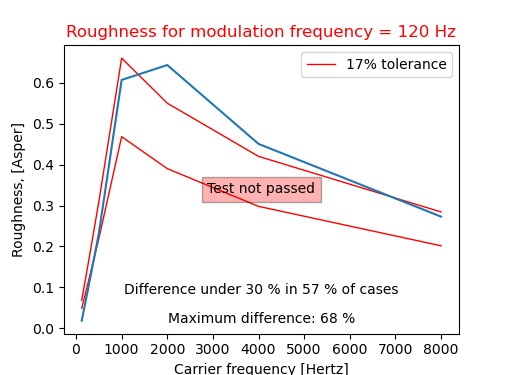 Roughness for modulation frequency = 120 Hz
17% tolerance
Roughness, [Asper]
0.6
0.5
0.4
0.3
0.2
0.1
0.0
Test not passed
Difference under 30 % in 57 % of cases
Maximum difference: 68 %
0 1000 2000 3000 4000 5000 6000 7000 8000
Carrier frequency [Hertz]